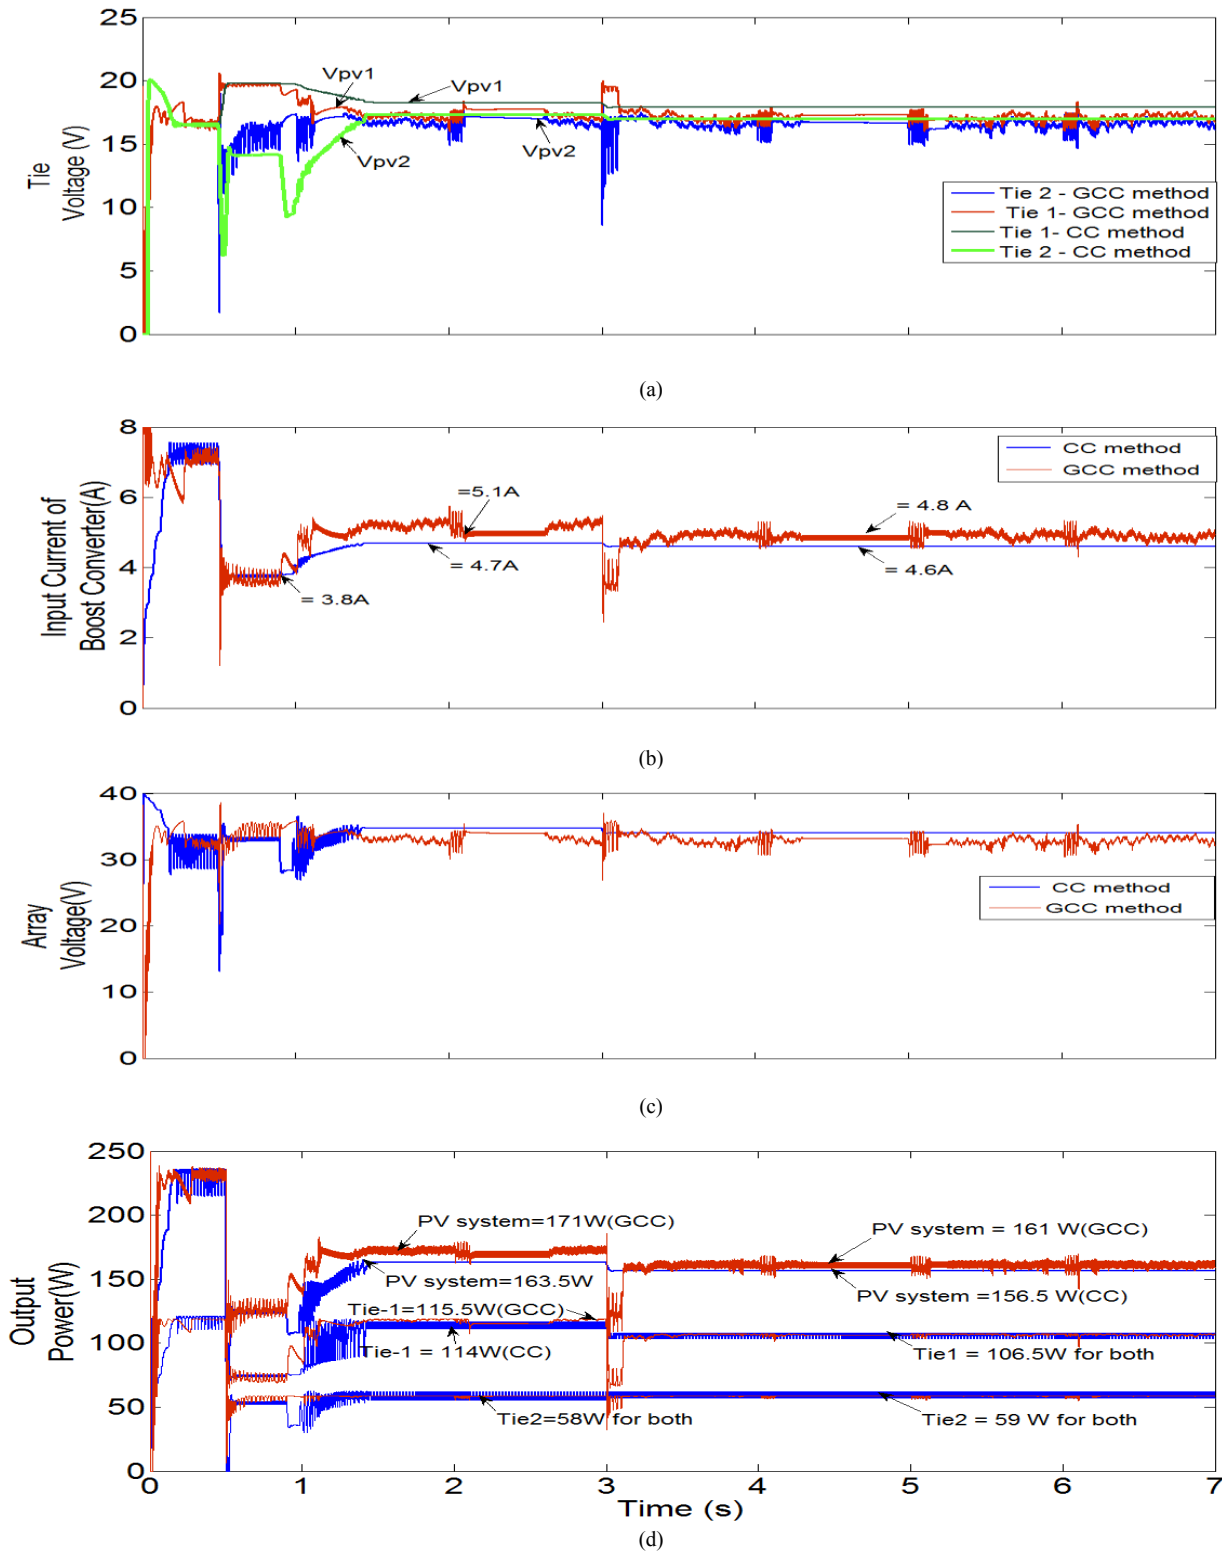 25
20
15
10
5
0
Tie
Voltage (V)
Vpv1
Vpv1
Vpv2
Vpv2
Tie 2 - GCC method
Tie 1- GCC method
Tie 1- CC method
Tie 2 - CC method
(a)
8
6
4
2
0
Input Current of
Boost Converter(A)
=5.1A
= 4.7A
= 3.8A
= 4.8 A
= 4.6A
CC method
GCC method
(b)
40
30
20
10
0
Array
Voltage(V)
CC method
GCC method
(c)
250
200
150
100
50
0
Output
Power(W)
PV system=171W(GCC)
PV system = 161 W(GCC)
PV system=163.5W
PV system =156.5 W(CC)
Tie-1=115.5W(GCC)
Tie-1 = 114W(CC)
Tie1 = 106.5W for both
Tie2=58W for both
Tie2 = 59 W for both
0 1 2 3 4 5 6 7
Time (s)
(d)